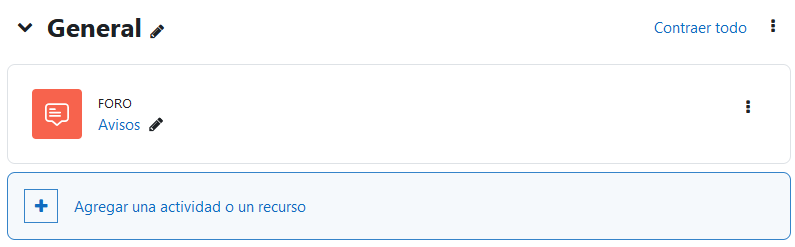 General
Contraer todo
FORO
Avisos
Agregar una actividad o un recurso